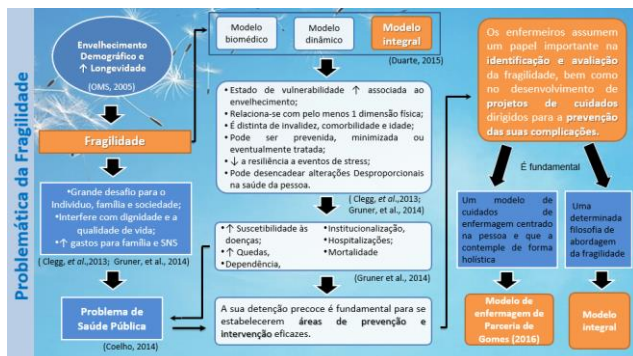 Problemática da Fragilidade
Envelhecimento
Demográfico e
↑ Longevidade
(OMS, 2005)
Fragilidade
•Grande desafio para o
Individuo, família e
sociedade;
•Interfere com dignidade e a
qualidade de vida;
•↑ gastos para família e SNS
( Clegg, et al.,2013; Gruner, et al., 2014)
Problema de
Saúde Pública
(Coelho, 2014)
Modelo
biomédico
Modelo
dinâmico
Modelo
integral
(Duarte, 2015)
• Estado de vulnerabilidade ↑ associada ao
envelhecimento;
• Relaciona-se com pelo menos 1 dimensão física;
• É distinta de invalidez, comorbilidade e idade;
• Pode ser prevenida, minimizada ou
eventualmente tratada;
• ↓ a resiliência a eventos de stress;
• Pode desencadear alterações Desproporcionais
na saúde da pessoa.
( Clegg, et al.,2013;
Gruner, et al., 2014)
• ↑ Suscetibilidade às
doenças;
• ↑ Quedas,
• Dependência,
• Institucionalização,
• Hospitalizações;
• Mortalidade
(Gruner et al., 2014)
A sua detenção precoce é fundamental para se
estabelecerem áreas de prevenção e
intervenção eficazes.
Os enfermeiros assumem
um papel importante na
identificação e avaliação
da fragilidade, bem como
no desenvolvimento de
projetos de cuidados
dirigidos para a
prevenção das suas
complicações.
É fundamental
Um modelo de
cuidados de
enfermagem centrado
na pessoa e que a
contemple de forma
holística
Uma
determinada
filosofia de
abordagem da
fragilidade
Modelo de
enfermagem de
Parceria de
Gomes (2016)
Modelo
integral